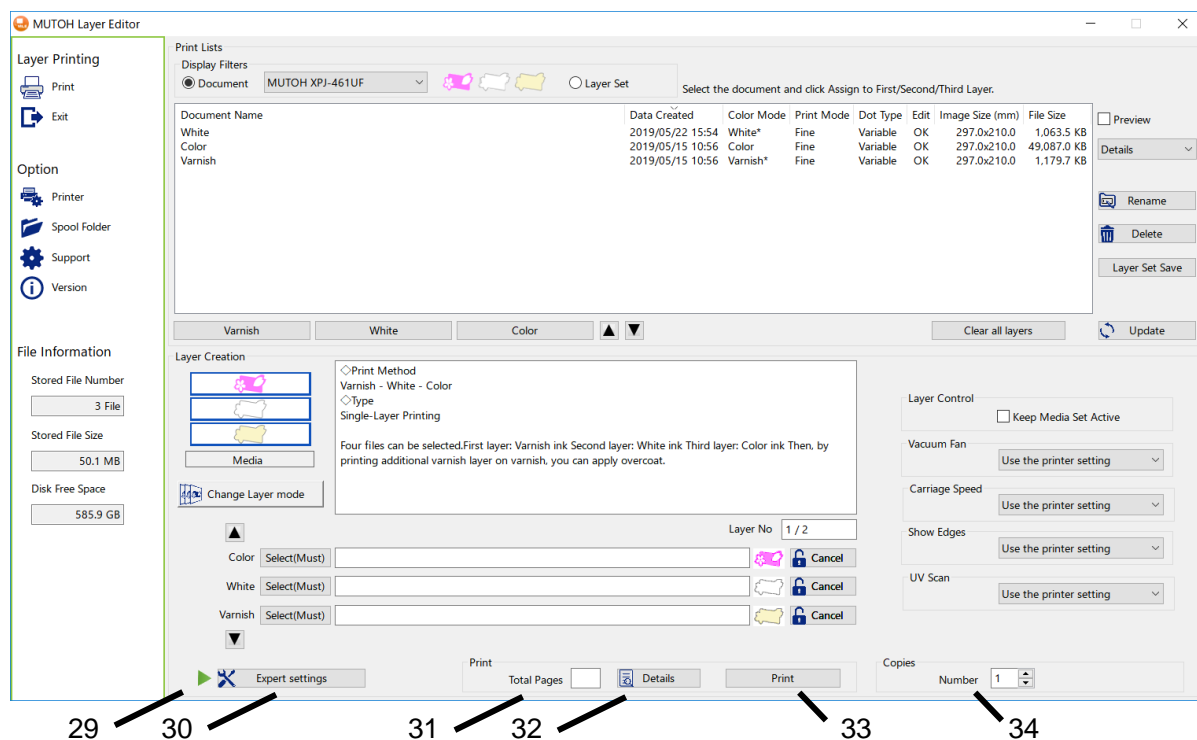 MUTOH Layer Editor
Layer Printing
Print
Exit
Option
Printer
Spool Folder
Support
Version
File Information
Stored File Number
3 File
Stored File Size
50.1 MB
Disk Free Space
585.9 GB
Print Lists
Display Filters
Document MUTOH XPJ-461UF Layer Set
Select the document and click Assign to First/Second/Third Layer.
Document Name Data Created Color Mode Print Mode Dot Type Edit Image Size (mm) File Size
White 2019/05/22 15:54 White* Fine Variable OK 297.0x210.0 1,063.5 KB
Color 2019/05/15 10:56 Color Fine Variable OK 297.0x210.0 49,087.0 KB
Varnish 2019/05/15 10:56 Varnish* Fine Variable OK 297.0x210.0 1,179.7 KB
Preview
Details
Rename
Delete
Layer Set Save
Varnish White Color Clear all layers Update
Layer Creation
Media
Change Layer mode
◇Print Method
Varnish - White - Color
◇Type
Single-Layer Printing
Four files can be selected.First layer: Varnish ink Second layer: White ink Third layer: Color ink Then, by
printing additional varnish layer on varnish, you can apply overcoat.
Layer No 1 / 2
Color Select(Must) Cancel
White Select(Must) Cancel
Varnish Select(Must) Cancel
Layer Control
Keep Media Set Active
Vacuum Fan
Use the printer setting
Carriage Speed
Use the printer setting
Show Edges
Use the printer setting
UV Scan
Use the printer setting
Expert settings
Print
Total Pages Details Print
Copies
Number 1
29 30 31 32 33 34